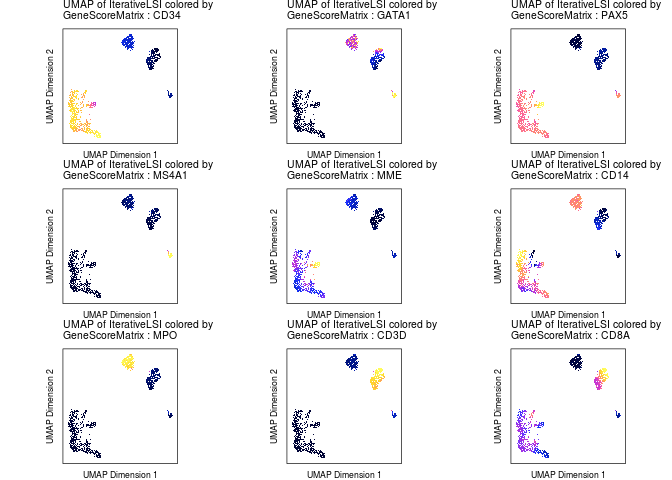 UMAP of IterativeLSI colored by
GeneScoreMatrix : CD34
UMAP Dimension 2
UMAP Dimension 1
UMAP of IterativeLSI colored by
GeneScoreMatrix : GATA1
UMAP Dimension 2
UMAP Dimension 1
UMAP of IterativeLSI colored by
GeneScoreMatrix : PAX5
UMAP Dimension 2
UMAP Dimension 1
UMAP of IterativeLSI colored by
GeneScoreMatrix : MS4A1
UMAP Dimension 2
UMAP Dimension 1
UMAP of IterativeLSI colored by
GeneScoreMatrix : MME
UMAP Dimension 2
UMAP Dimension 1
UMAP of IterativeLSI colored by
GeneScoreMatrix : CD14
UMAP Dimension 2
UMAP Dimension 1
UMAP of IterativeLSI colored by
GeneScoreMatrix : MPO
UMAP Dimension 2
UMAP Dimension 1
UMAP of IterativeLSI colored by
GeneScoreMatrix : CD3D
UMAP Dimension 2
UMAP Dimension 1
UMAP of IterativeLSI colored by
GeneScoreMatrix : CD8A
UMAP Dimension 2
UMAP Dimension 1